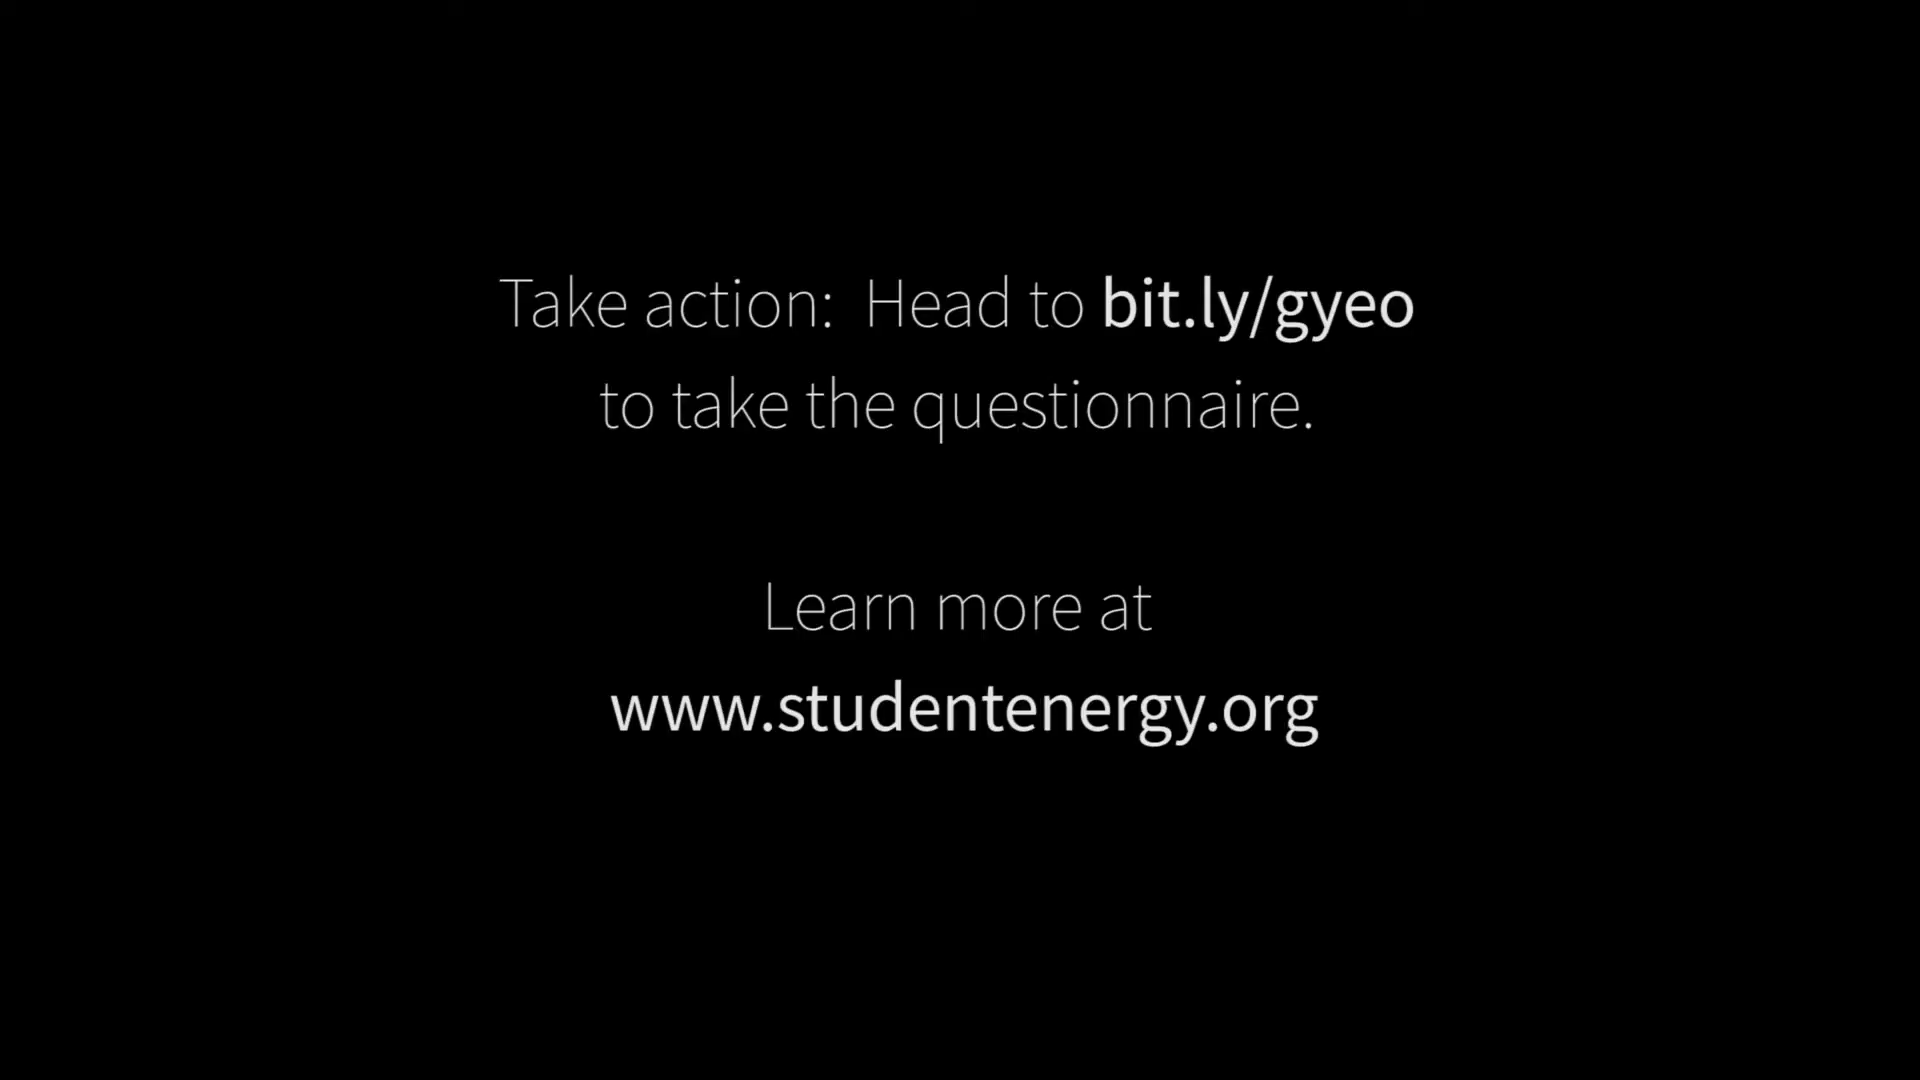 Take action:  Head to bit.ly/gyeo
to take the questionnaire.
Learn more at
www.studentenergy.org